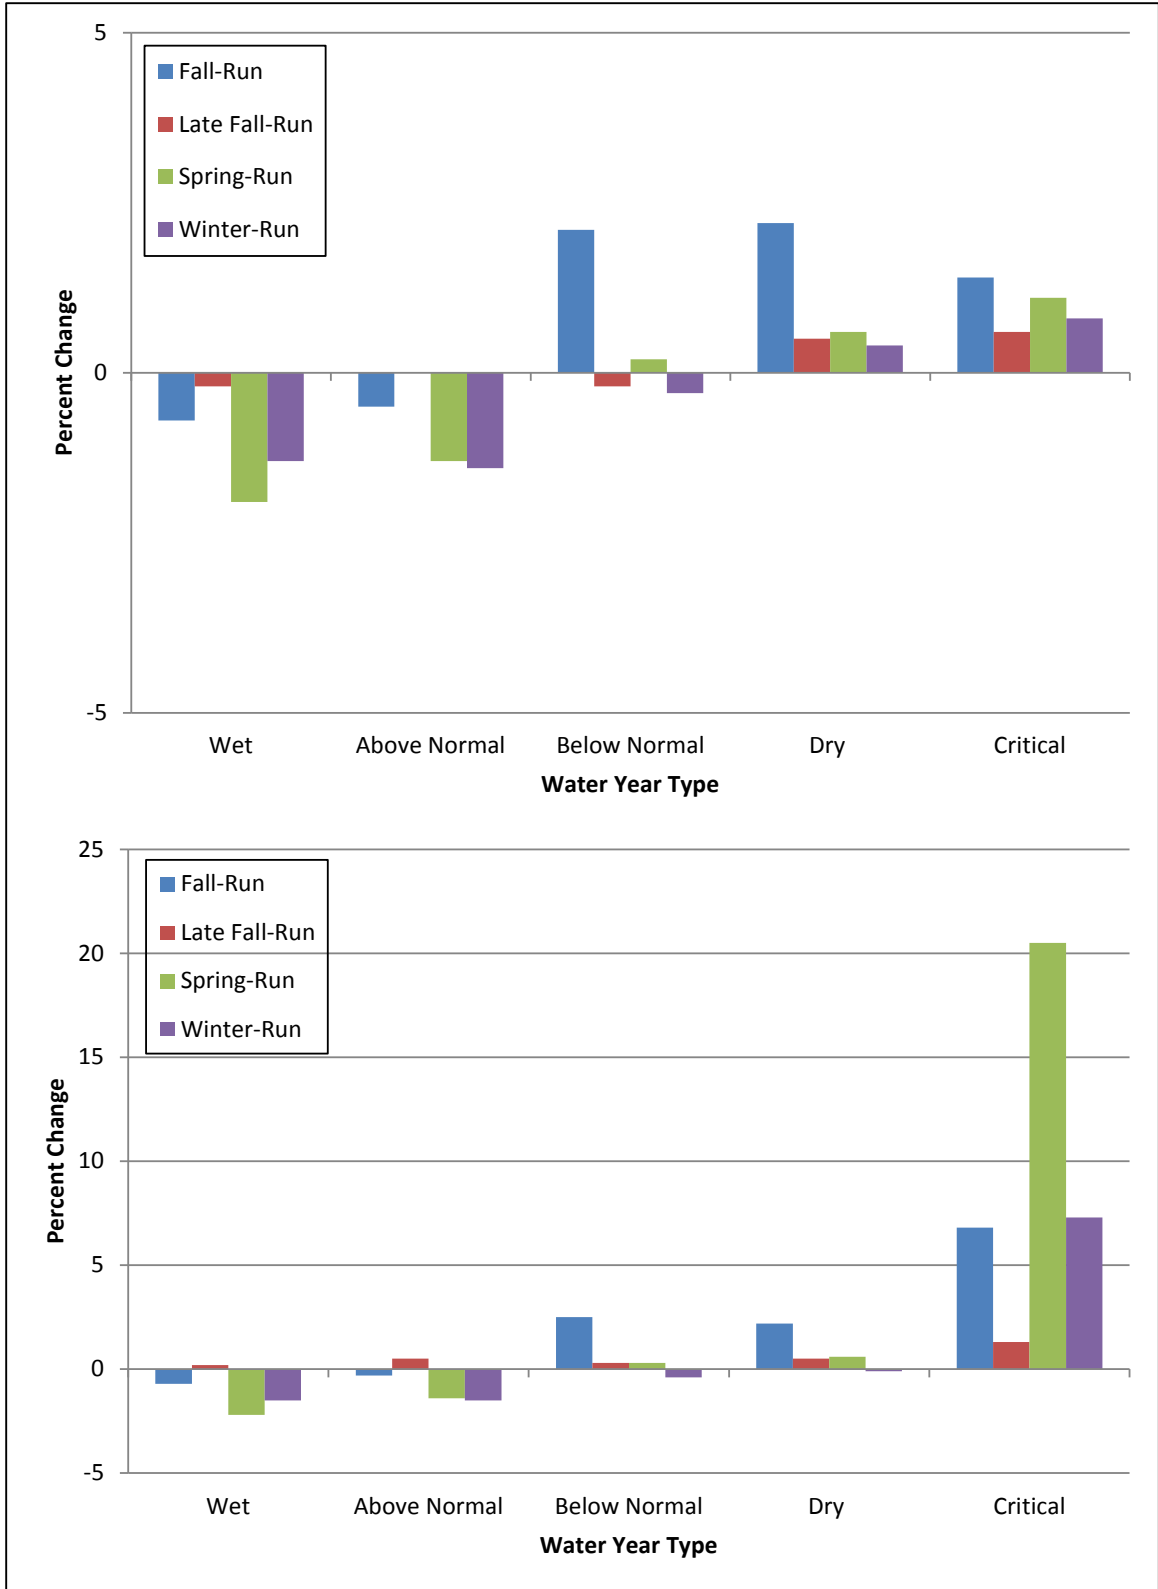 5
Fall-Run
Late Fall-Run
Spring-Run
Winter-Run
Percent Change
0
-5
Wet Above Normal Below Normal Dry Critical
Water Year Type
25
Fall-Run
Late Fall-Run
20
Spring-Run
Winter-Run
15
Percent Change
10
5
0
-5
Wet Above Normal Below Normal Dry Critical
Water Year Type